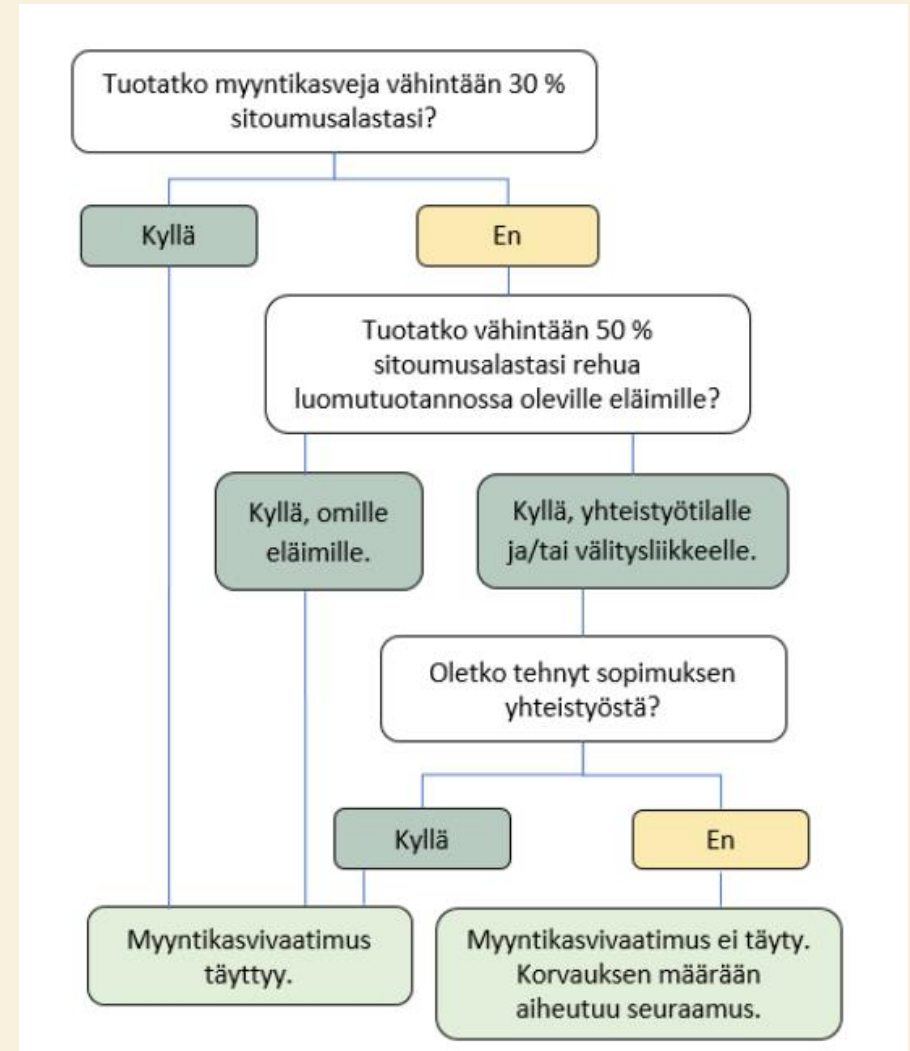 Tuotatko myyntikasveja vähintään 30 %
sitoumusalastasi?
Kyllä
En
Tuotatko vähintään 50 %
sitoumusalastasi rehua
luomutuotannossa oleville eläimille?
Kyllä, omille
eläimille.
Kyllä, yhteistyötilalle
ja/tai välitysliikkeelle.
Oletko tehnyt sopimuksen
yhteistyöstä?
Kyllä
En
Myyntikasvivaatimus
täyttyy.
Myyntikasvivaatimus ei täyty.
Korvauksen määrään
aiheutuu seuraamus.